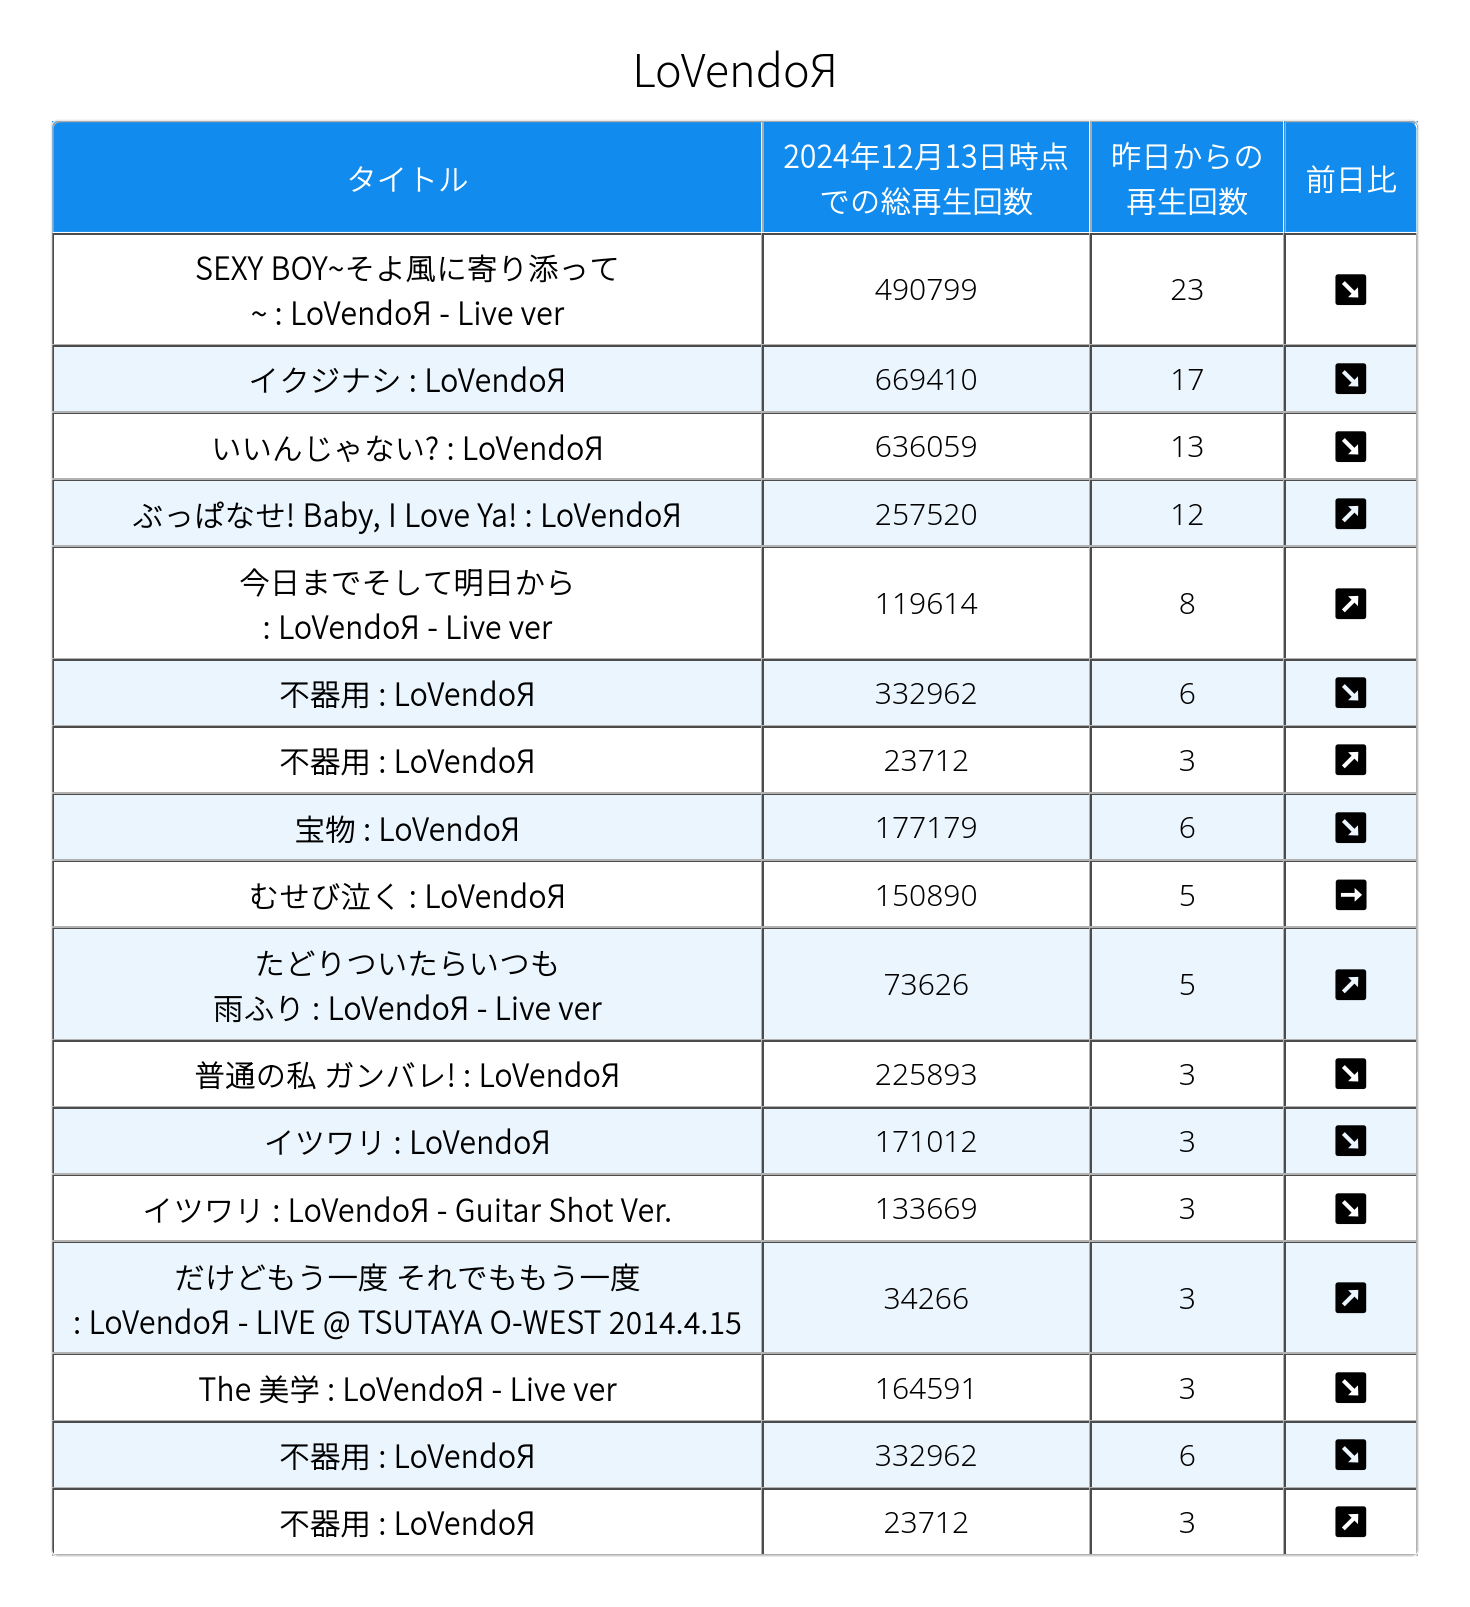 LoVendoЯ
タイトル
2024年12月13日時点
での総再生回数
昨日からの
再生回数
前日比
SEXY BOY~そよ風に寄り添って
~ : LoVendoЯ - Live ver
490799
23
イクジナシ : LoVendoЯ
669410
17
いいんじゃない? : LoVendoЯ
636059
13
ぶっぱなせ! Baby, I Love Ya! : LoVendoЯ
257520
12
今日までそして明日から
: LoVendoЯ - Live ver
119614
8
不器用 : LoVendoЯ
332962
6
不器用 : LoVendoЯ
23712
3
宝物 : LoVendoЯ
177179
6
むせび泣く : LoVendoЯ
150890
5
たどりついたらいつも
雨ふり : LoVendoЯ - Live ver
73626
5
普通の私 ガンバレ! : LoVendoЯ
225893
3
イツワリ : LoVendoЯ
171012
3
イツワリ : LoVendoЯ - Guitar Shot Ver.
133669
3
だけどもう一度 それでももう一度
: LoVendoЯ - LIVE @ TSUTAYA O-WEST 2014.4.15
34266
3
The 美学 : LoVendoЯ - Live ver
164591
3
不器用 : LoVendoЯ
332962
6
不器用 : LoVendoЯ
23712
3